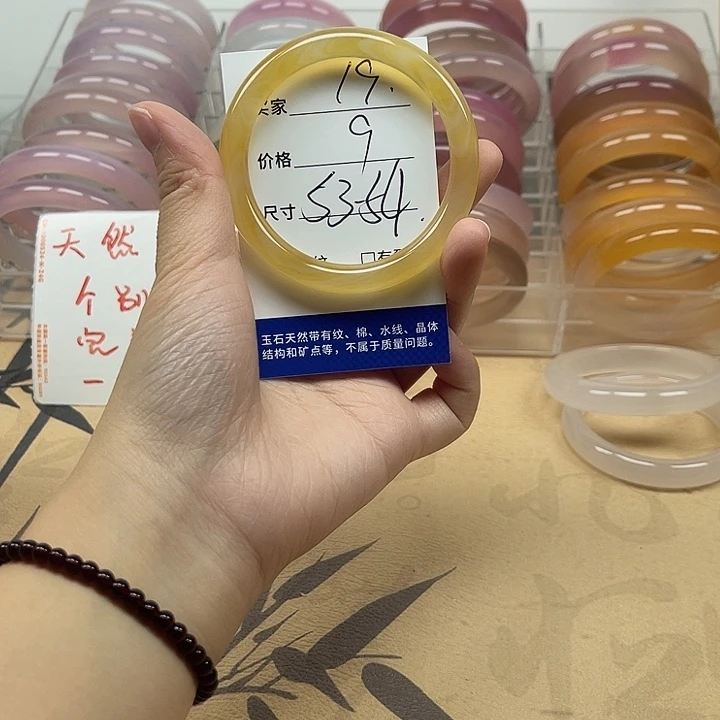 买家 19.
价格 9
尺寸 53-54.
玉石天然带有纹、棉、水线、晶体
结构和矿点等，不属于质量问题。
天然
个别
一